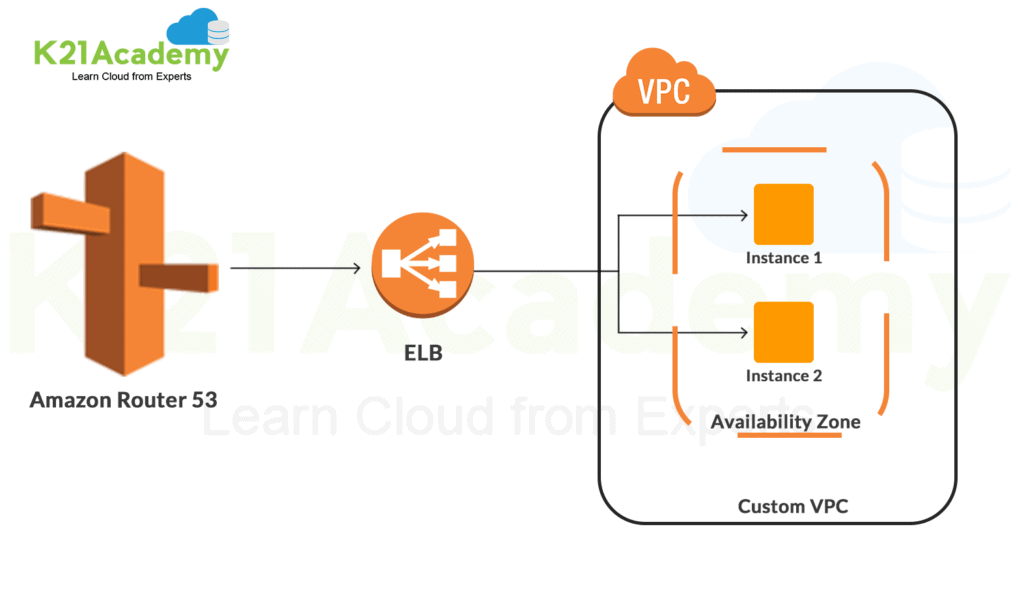 K21Academy
Learn Cloud from Experts
VPC
Instance 1
ELB
Instance 2
Amazon Router 53
Availability Zone
Custom VPC
K21Academy
Learn Cloud from Experts